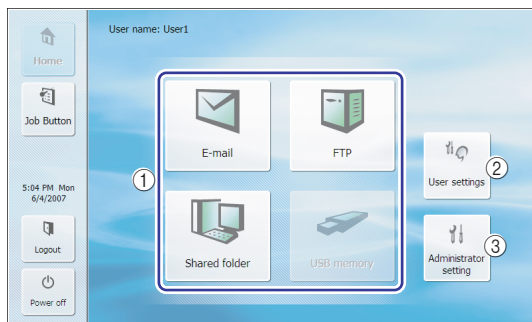 Home
Job Button
5:04 PM Mon
6/4/2007
Logout
Power off
User name: User1
①
E-mail
FTP
Shared folder
USB memory
User settings
②
Administrator
setting
③